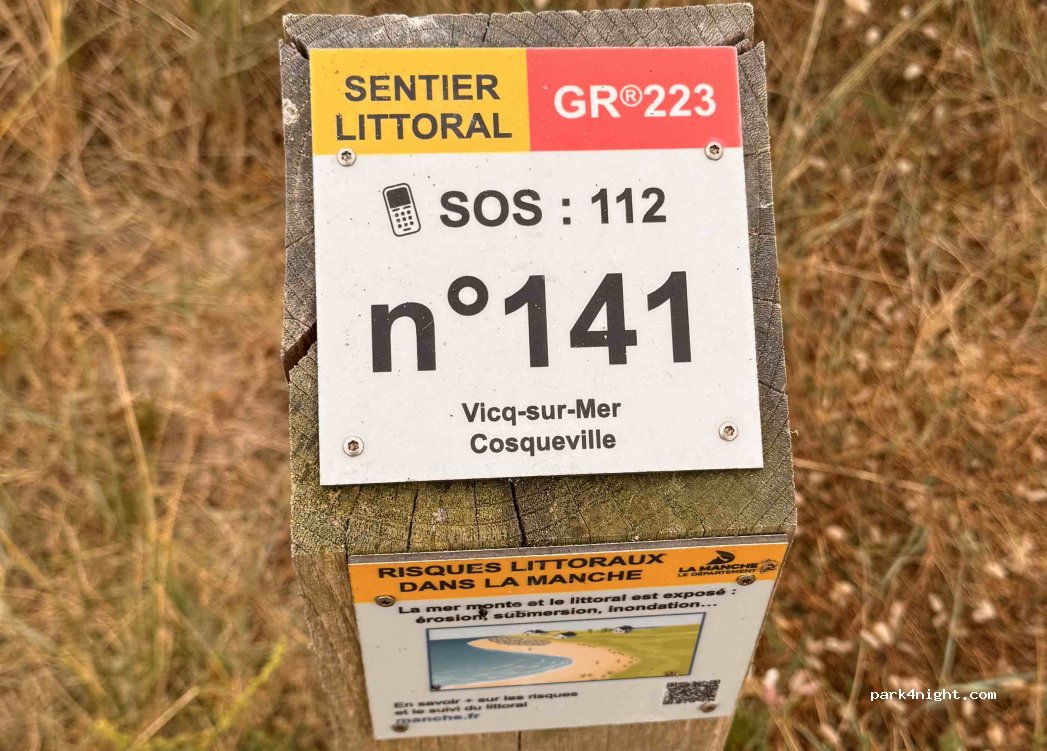 SENTIER
LITTORAL
GR®223
SOS : 112
n°141
Vicq-sur-Mer
Cosqueville
RISQUES LITTORAUX
DANS LA MANCHE
LA MANCHE
LE DÉPARTEMENT
La mer monte et le littoral est exposé :
érosion, submersion, inondation...
En savoir + sur les risques
et le suivi du littoral
manche.fr
park4night.com